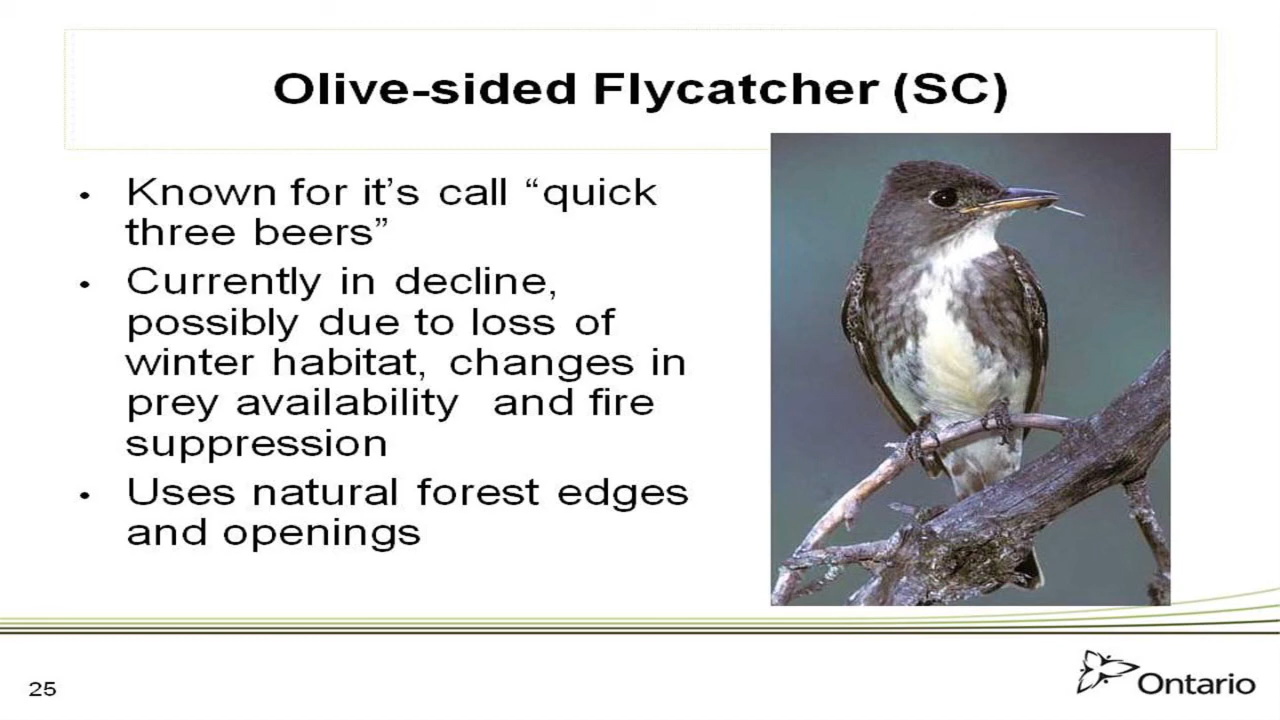 Olive-sided Flycatcher (SC)
• Known for it’s call “quick
three beers”
• Currently in decline,
possibly due to loss of
winter habitat, changes in
prey availability and fire
suppression
• Uses natural forest edges
and openings
25
Ontario